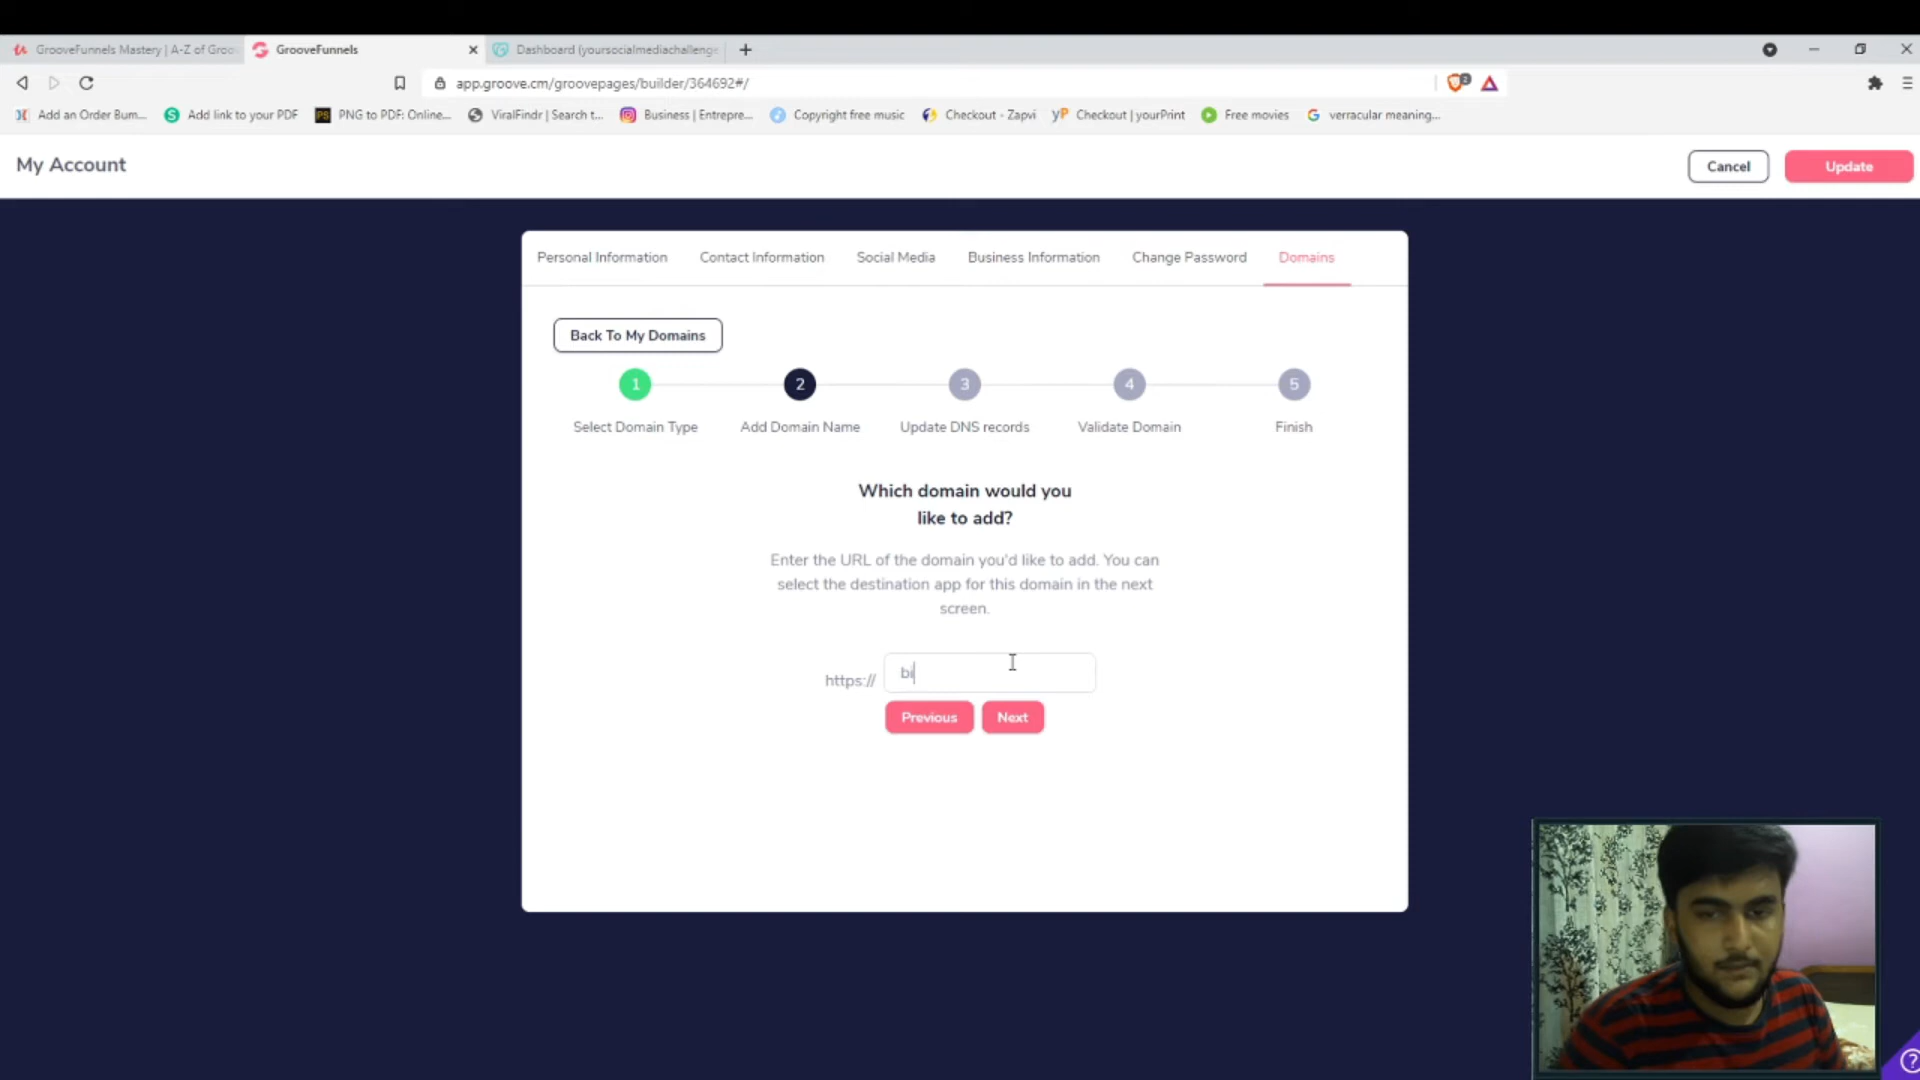 GrooveFunnels Mastery | A-Z of Groo
GrooveFunnels
Dashboard (yoursocialmediachallenge
app.groove.cm/groovepages/builder/364692#/
2
Add an Order Bum...
Add link to your PDF
PNG to PDF: Online...
ViralFindr | Search t...
Business | Entrepre...
Copyright free music
Checkout - Zapvi
yP
Checkout | yourPrint
Free movies
verracular meaning...
My Account
Cancel
Update
Personal Information
Contact Information
Social Media
Business Information
Change Password
Domains
Back To My Domains
1
2
3
4
5
Select Domain Type
Add Domain Name
Update DNS records
Validate Domain
Finish
Which domain would you
like to add?
Enter the URL of the domain you'd like to add. You can
select the destination app for this domain in the next
screen.
https://
bi
Previous
Next